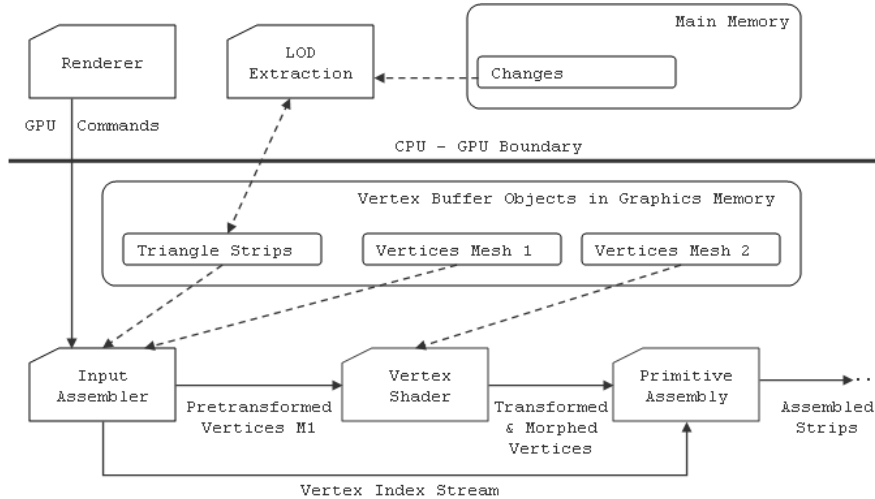 Main Memory
Renderer
LOD
Extraction
Changes
GPU Commands
CPU - GPU Boundary
Vertex Buffer Objects in Graphics Memory
Triangle Strips
Vertices Mesh 1
Vertices Mesh 2
Input
Assembler
Vertex
Shader
Primitive
Assembly
..
Pretransformed
Vertices M1
Transformed
& Morphed
Vertices
Assembled
Strips
Vertex Index Stream